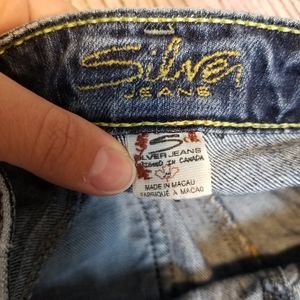 Silver
JEANS
S
SILVER JEANS
DESIGNED IN CANADA
MADE IN MACAU
FABRIQUÉ À MACAO